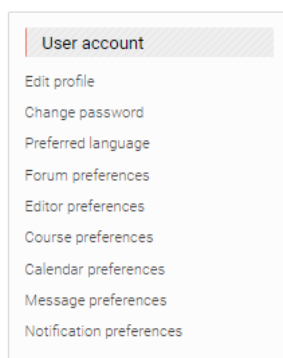 User account
Edit profile
Change password
Preferred language
Forum preferences
Editor preferences
Course preferences
Calendar preferences
Message preferences
Notification preferences